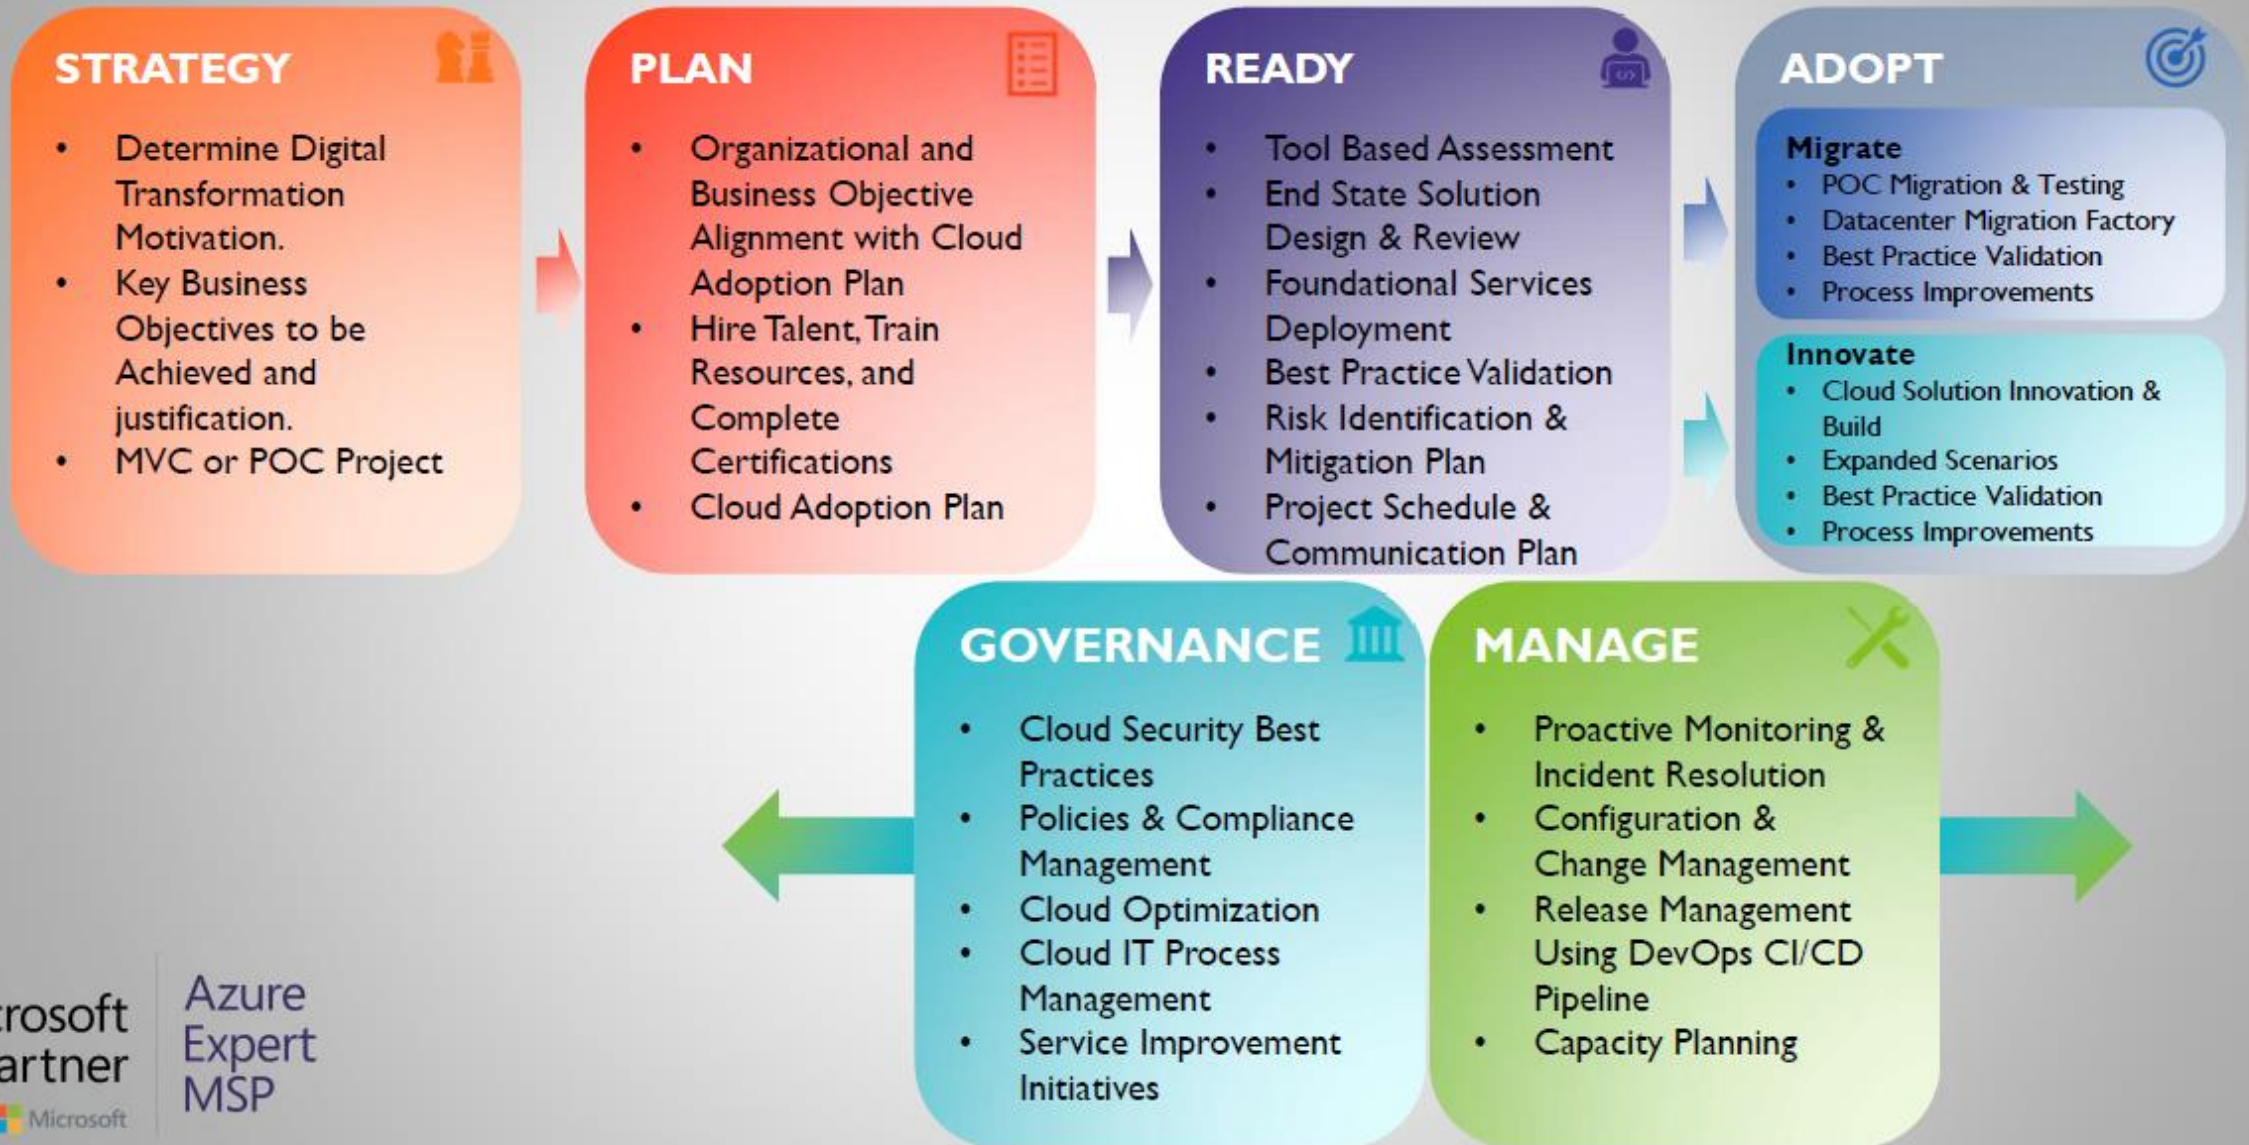 STRATEGY
• Determine Digital
Transformation
Motivation.
• Key Business
Objectives to be
Achieved and
justification.
• MVC or POC Project
PLAN
• Organizational and
Business Objective
Alignment with Cloud
Adoption Plan
• Hire Talent, Train
Resources, and
Complete
Certifications
• Cloud Adoption Plan
READY
• Tool Based Assessment
• End State Solution
Design & Review
• Foundational Services
Deployment
• Best Practice Validation
• Risk Identification &
Mitigation Plan
• Project Schedule &
Communication Plan
ADOPT
Migrate
• POC Migration & Testing
• Datacenter Migration Factory
• Best Practice Validation
• Process Improvements
Innovate
• Cloud Solution Innovation &
Build
• Expanded Scenarios
• Best Practice Validation
• Process Improvements
GOVERNANCE
• Cloud Security Best
Practices
• Policies & Compliance
Management
• Cloud Optimization
• Cloud IT Process
Management
• Service Improvement
Initiatives
MANAGE
• Proactive Monitoring &
Incident Resolution
• Configuration &
Change Management
• Release Management
Using DevOps CI/CD
Pipeline
• Capacity Planning
crosoft
artner
Microsoft
Azure
Expert
MSP